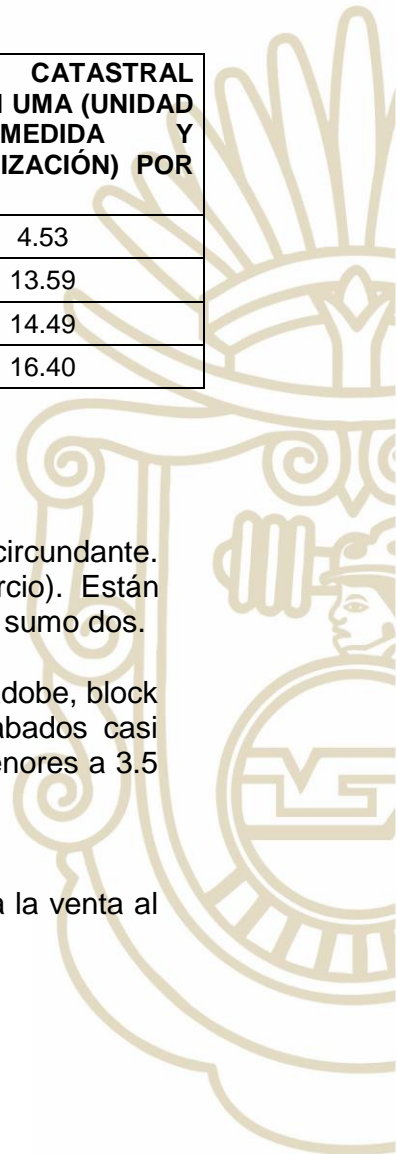 CATASTRAL
UMA (UNIDAD
MEDIDA Y
IZACIÓN) POR
4.53
13.59
14.49
16.40
circundante.
rcio). Están
sumo dos.
dobe, block
abados casi
enores a 3.5
a la venta al